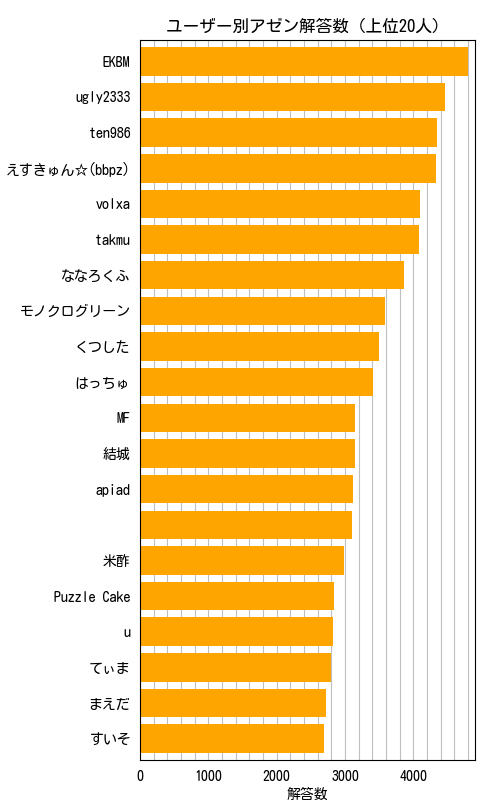 ユーザー別アゼン解答数 (上位20人)
EKBM
ugly2333
ten986
えすきゅん☆(bbpz)
volxa
takmu
ななろくふ
モノクログリーン
くつした
はっちゅ
MF
結城
apiad
米酢
Puzzle Cake
u
てぃま
まえだ
すいそ
0 1000 2000 3000 4000
解答数